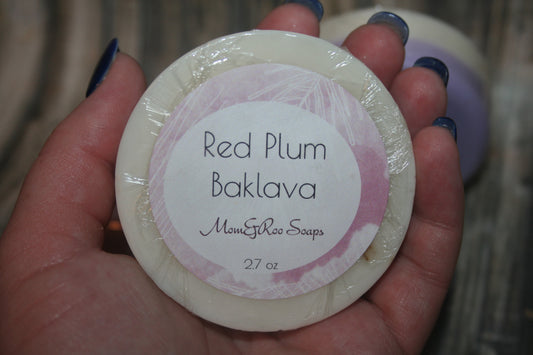 Red Plum
Baklava
Mom&Roo Soaps
2.7 oz